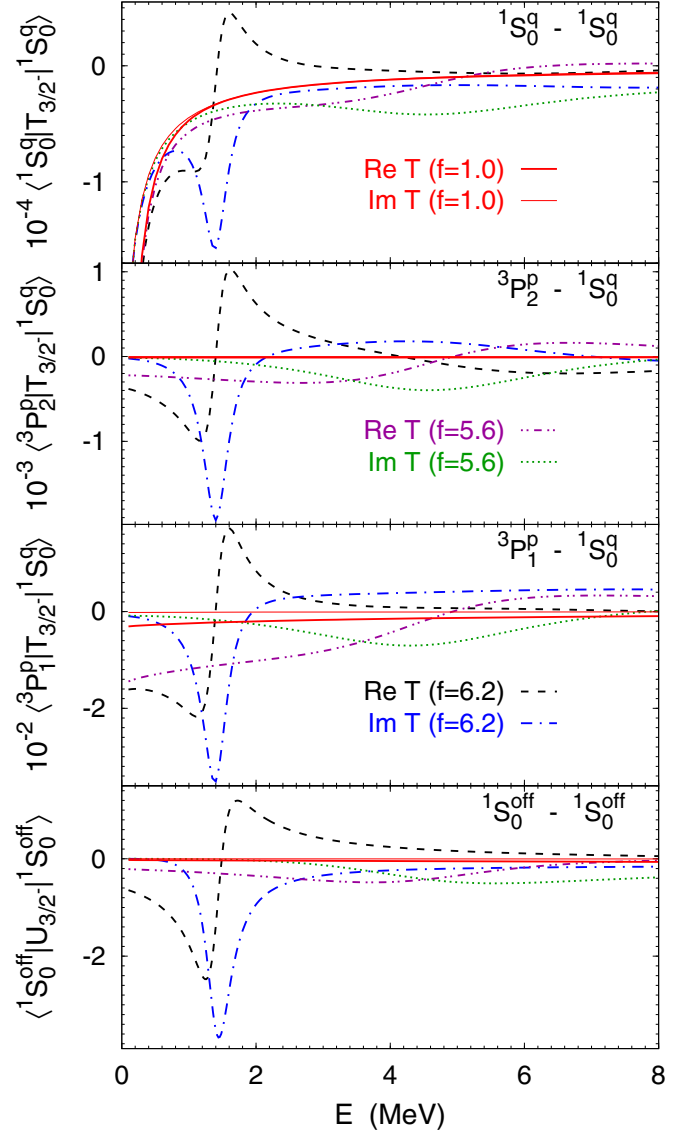 ¹S₀^q - ¹S₀^q
10⁻⁴ ⟨¹S₀^q|T₃/₂-|¹S₀^q⟩
0
-1
Re T (f=1.0)
Im T (f=1.0)
³P₂^p - ¹S₀^q
10⁻³ ⟨³P₂^p|T₃/₂-|¹S₀^q⟩
1
0
-1
Re T (f=5.6)
Im T (f=5.6)
³P₁^p - ¹S₀^q
10⁻² ⟨³P₁^p|T₃/₂-|¹S₀^q⟩
0
-2
Re T (f=6.2)
Im T (f=6.2)
¹S₀^off - ¹S₀^off
⟨¹S₀^off|U₃/₂-|¹S₀^off⟩
0
-2
0 2 4 6 8
E (MeV)